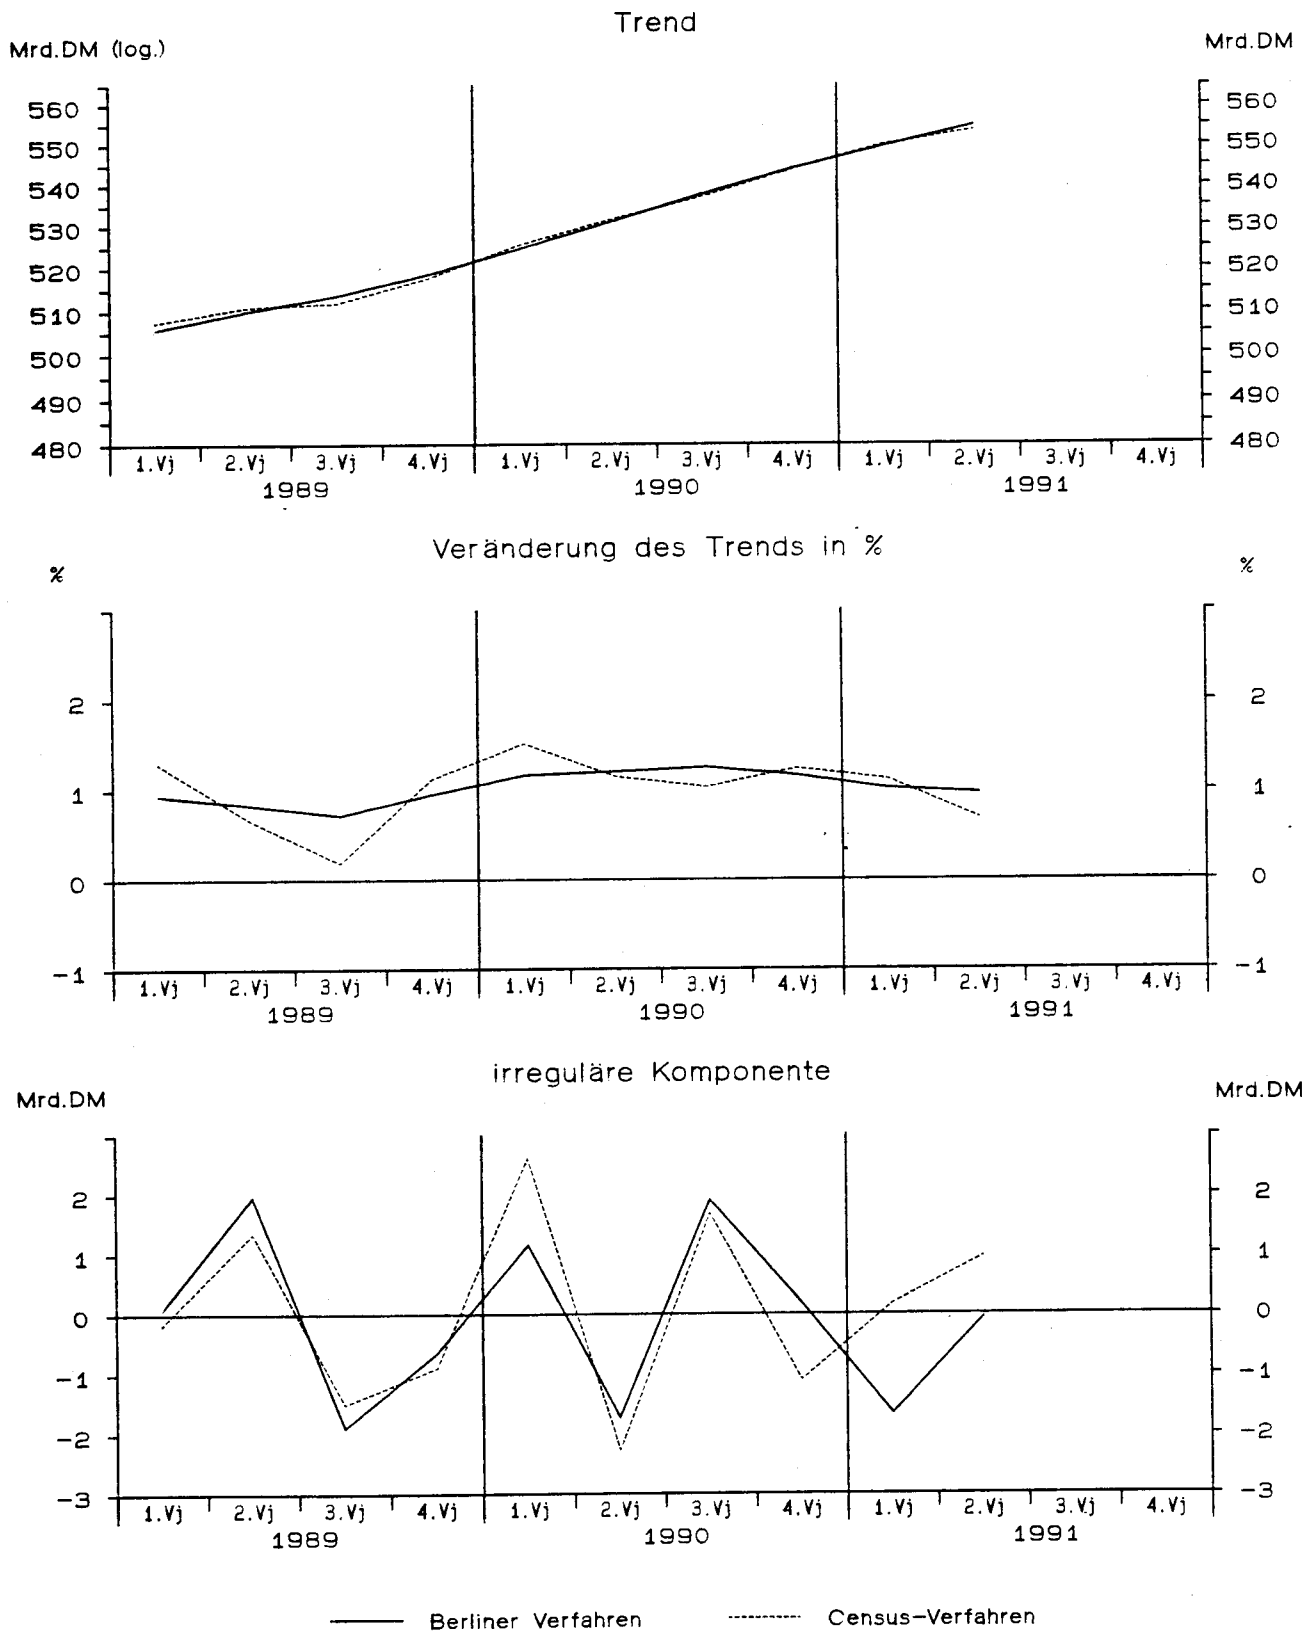 Trend
Mrd.DM (log.) Mrd.DM
560 560
550 550
540 540
530 530
520 520
510 510
500 500
490 490
480 480
1.Vj 2.Vj 3.Vj 4.Vj 1.Vj 2.Vj 3.Vj 4.Vj 1.Vj 2.Vj 3.Vj 4.Vj
1989 1990 1991
Veränderung des Trends in %
% %
2 2
1 1
0 0
-1 -1
1.Vj 2.Vj 3.Vj 4.Vj 1.Vj 2.Vj 3.Vj 4.Vj 1.Vj 2.Vj 3.Vj 4.Vj
1989 1990 1991
irreguläre Komponente
Mrd.DM Mrd.DM
2 2
1 1
0 0
-1 -1
-2 -2
-3 -3
1.Vj 2.Vj 3.Vj 4.Vj 1.Vj 2.Vj 3.Vj 4.Vj 1.Vj 2.Vj 3.Vj 4.Vj
1989 1990 1991
Berliner Verfahren Census-Verfahren